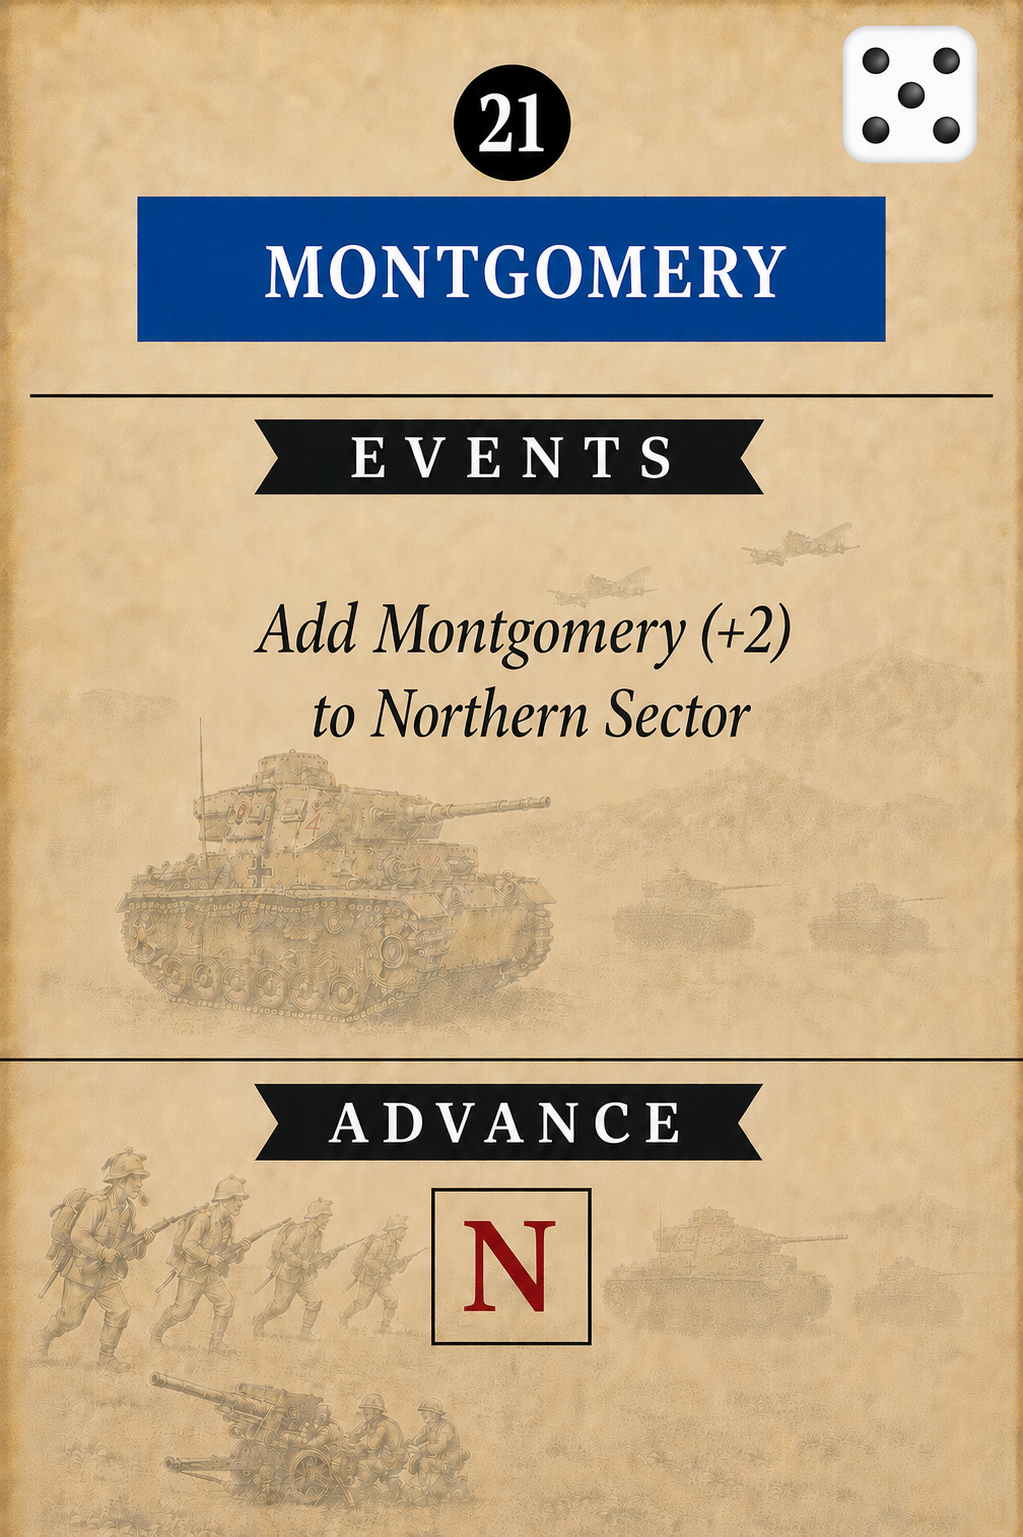 21
MONTGOMERY
EVENTS
Add Montgomery (+2)
to Northern Sector
ADVANCE
N